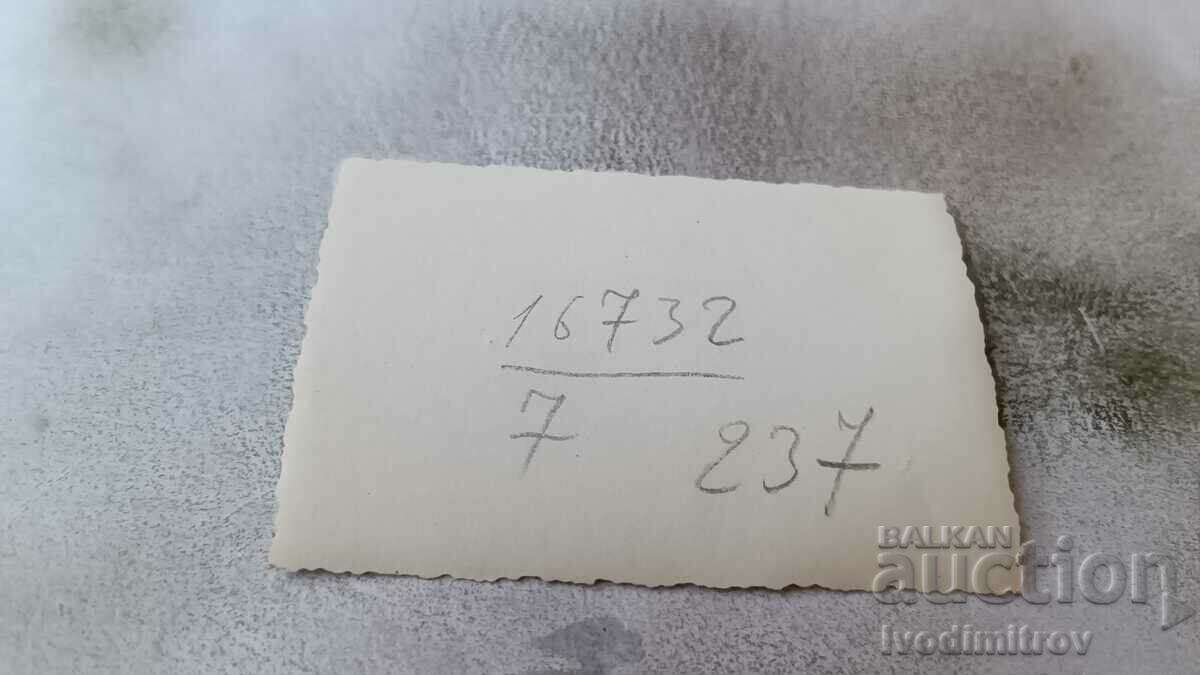 16732
7
237
BALKAN
auction
Ivodimitrov